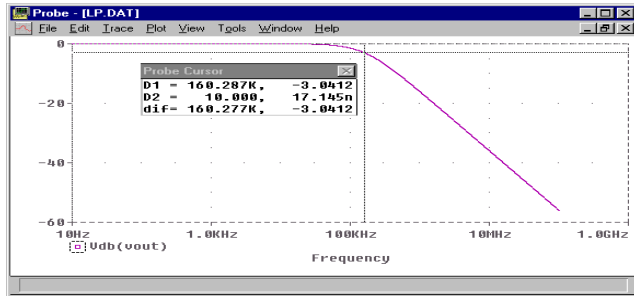 Probe - [LP.DAT]
File Edit Trace Plot View Tools Window Help
0
Probe Cursor
D1 = 160.287K, -3.0412
D2 = 10.000, 17.145n
dif= 160.277K, -3.0412
-20
-40
-60
10HZ 1.0KHZ 100KHZ 10MHZ 1.0GHZ
Vdb(vout)
Frequency